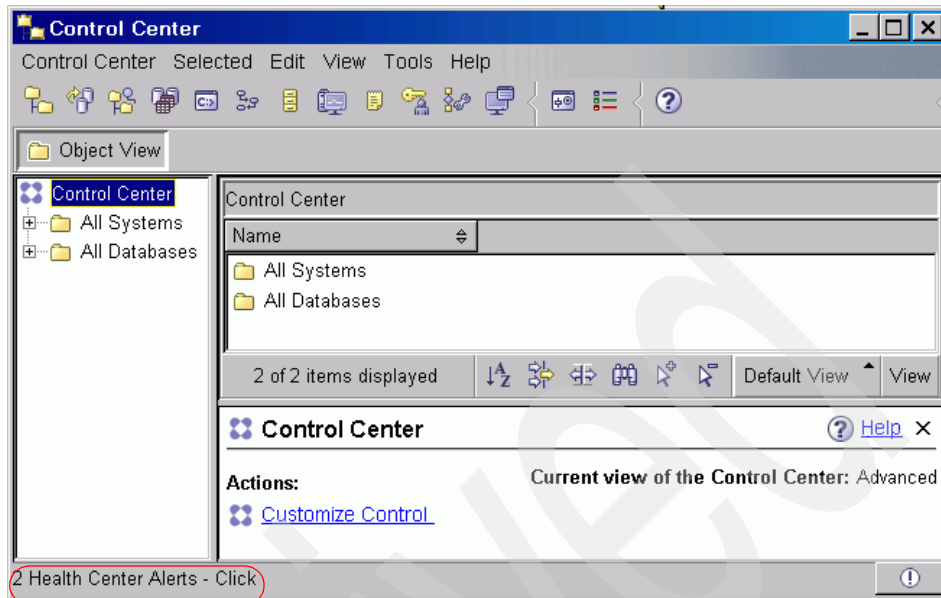 Control Center
Control Center Selected Edit View Tools Help
Object View
Control Center
All Systems
All Databases
Control Center
Name
All Systems
All Databases
2 of 2 items displayed
Default View
View
Control Center
Help
Actions:
Current view of the Control Center: Advanced
Customize Control
2 Health Center Alerts - Click